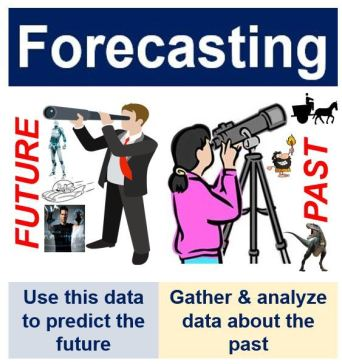 Forecasting
FUTURE
PAST
Use this data
to predict the
future
Gather & analyze
data about the
past